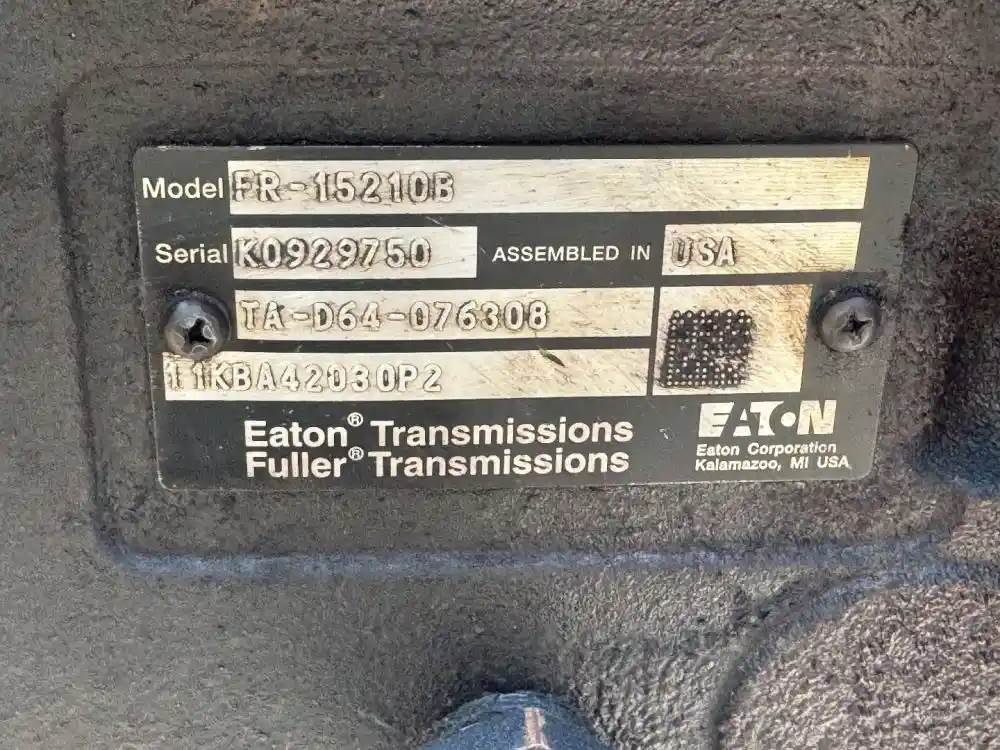 Model FR-15210B
Serial K0929750 ASSEMBLED IN USA
TA-D64-076308
11KBA42030P2
Eaton® Transmissions
Fuller® Transmissions
EATON
Eaton Corporation
Kalamazoo, MI USA